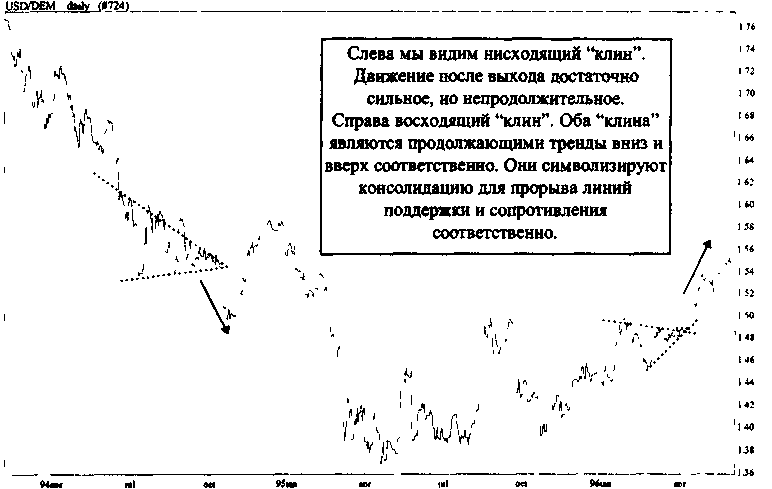 USD/DEM daily (#724)
Слева мы видим нисходящий “клин”.
Движение после выхода достаточно
сильное, но непродолжительное.
Справа восходящий “клин”. Оба “клина”
являются продолжающими тренды вниз и
вверх соответственно. Они символизируют
консолидацию для прорыва линий
поддержки и сопротивления
соответственно.
1 76
1 74
1 72
1 70
1 68
1 66
1 64
1 62
1 60
1 58
1 56
1 54
1 52
1 50
1 48
1 46
1 44
1 42
1 40
1 38
1 36
jul oct apr jul oct apr